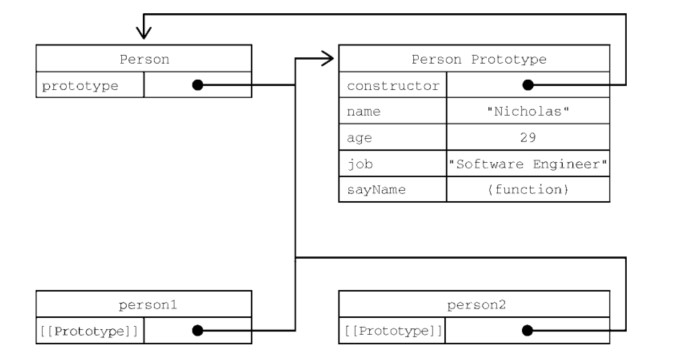 Person
prototype
Person Prototype
constructor
name "Nicholas"
age 29
job "Software Engineer"
sayName (function)
person1
[[Prototype]]
person2
[[Prototype]]